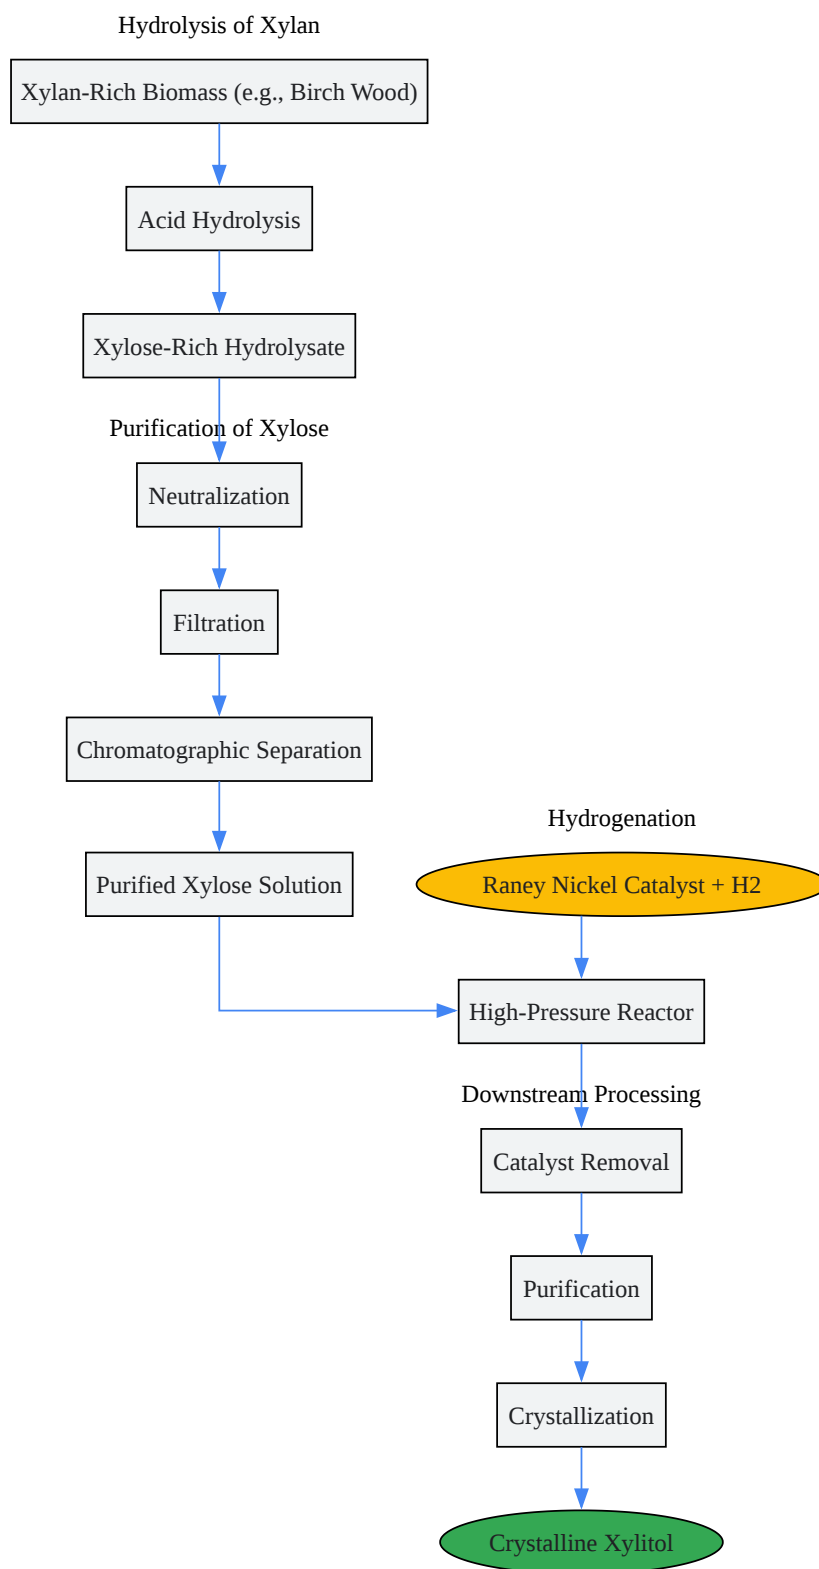 Hydrolysis of Xylan
Xylan-Rich Biomass (e.g., Birch Wood)
Acid Hydrolysis
Xylose-Rich Hydrolysate
Purification of Xylose
Neutralization
Filtration
Chromatographic Separation
Purified Xylose Solution
Hydrogenation
Raney Nickel Catalyst + H2
High-Pressure Reactor
Downstream Processing
Catalyst Removal
Purification
Crystallization
Crystalline Xylitol